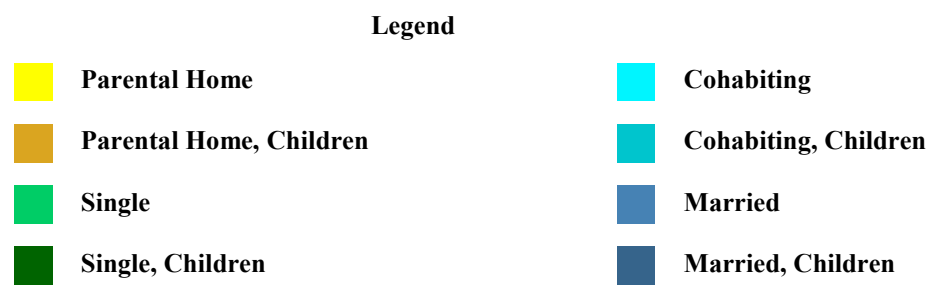 Legend
Parental Home
Cohabiting
Parental Home, Children
Cohabiting, Children
Single
Married
Single, Children
Married, Children